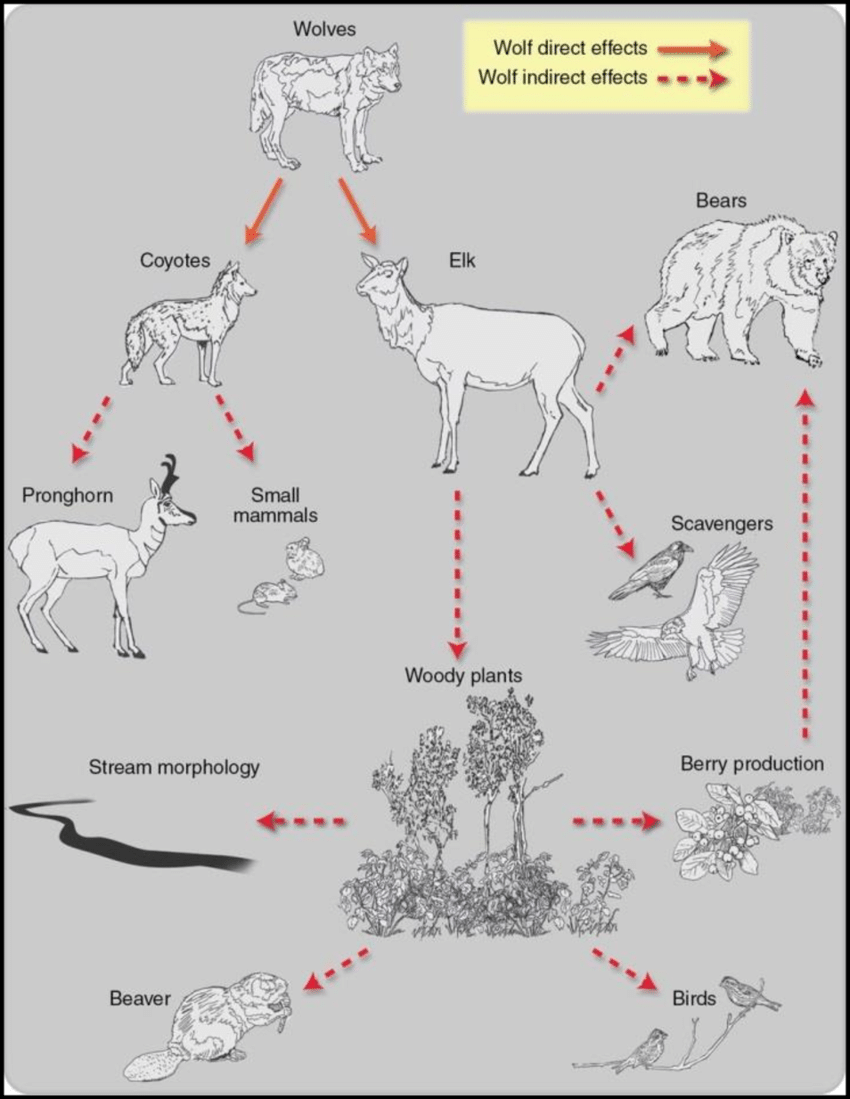 Wolves
Wolf direct effects
Wolf indirect effects
Bears
Coyotes
Elk
Pronghorn
Small
mammals
Scavengers
Woody plants
Stream morphology
Berry production
Beaver
Birds